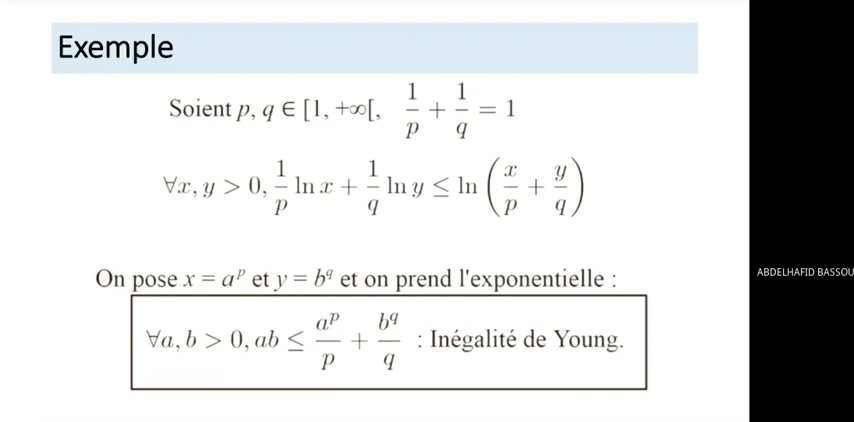 Exemple
Soient p, q ∈ [1, +∞[, 1/p + 1/q = 1
∀x, y > 0, 1/p ln x + 1/q ln y ≤ ln (x/p + y/q)
On pose x = a^p et y = b^q et on prend l'exponentielle :
∀a, b > 0, ab ≤ a^p/p + b^q/q : Inégalité de Young.
ABDELHAFID BASSOU